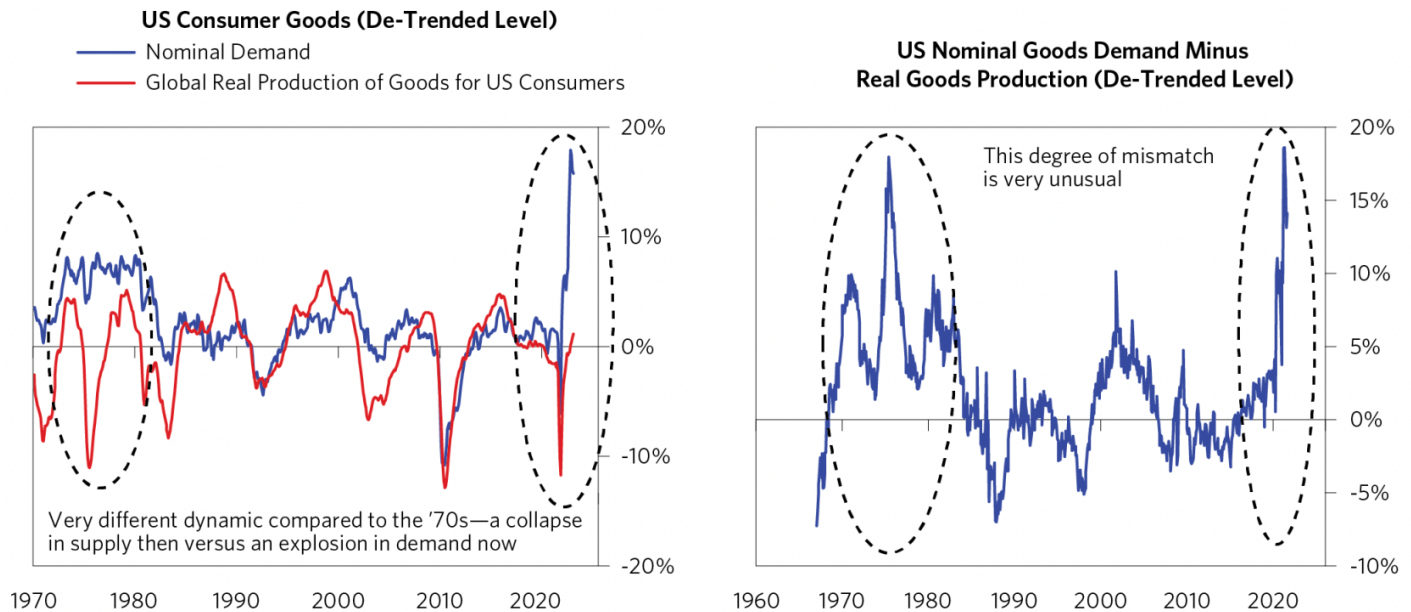 US Consumer Goods (De-Trended Level)
Nominal Demand
Global Real Production of Goods for US Consumers
20%
10%
0%
-10%
-20%
Very different dynamic compared to the '70s—a collapse
in supply then versus an explosion in demand now
1970 1980 1990 2000 2010 2020
US Nominal Goods Demand Minus
Real Goods Production (De-Trended Level)
This degree of mismatch
is very unusual
20%
15%
10%
5%
0%
-5%
-10%
1960 1970 1980 1990 2000 2010 2020